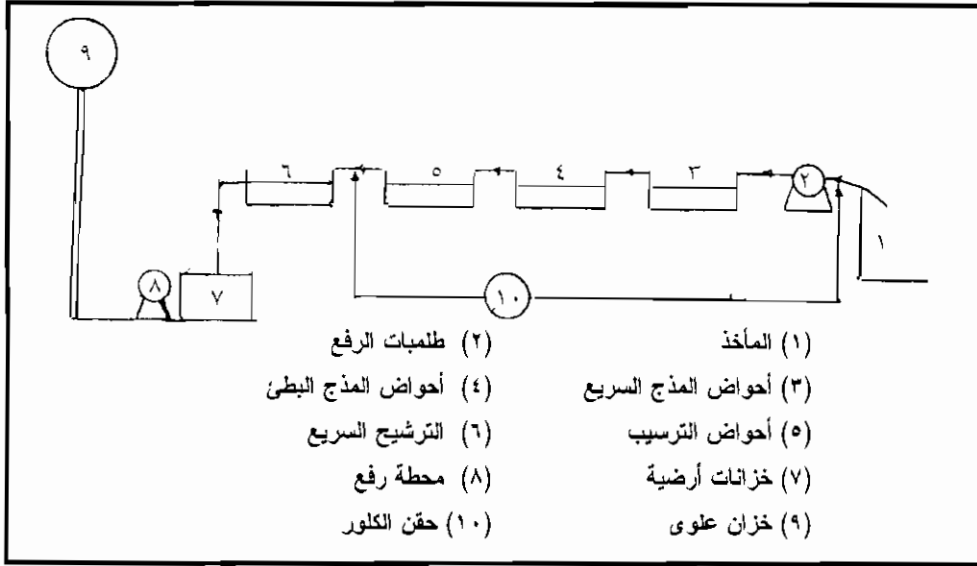 ٩
٦ ٥ ٤ ٣ ٢
١
٨ ٧ ١٠
(١) المأخذ (٢) طلمبات الرفع
(٣) أحواض المذج السريع (٤) أحواض المذج البطئ
(٥) أحواض الترسيب (٦) الترشيح السريع
(٧) خزانات أرضية (٨) محطة رفع
(٩) خزان علوى (١٠) حقن الكلور